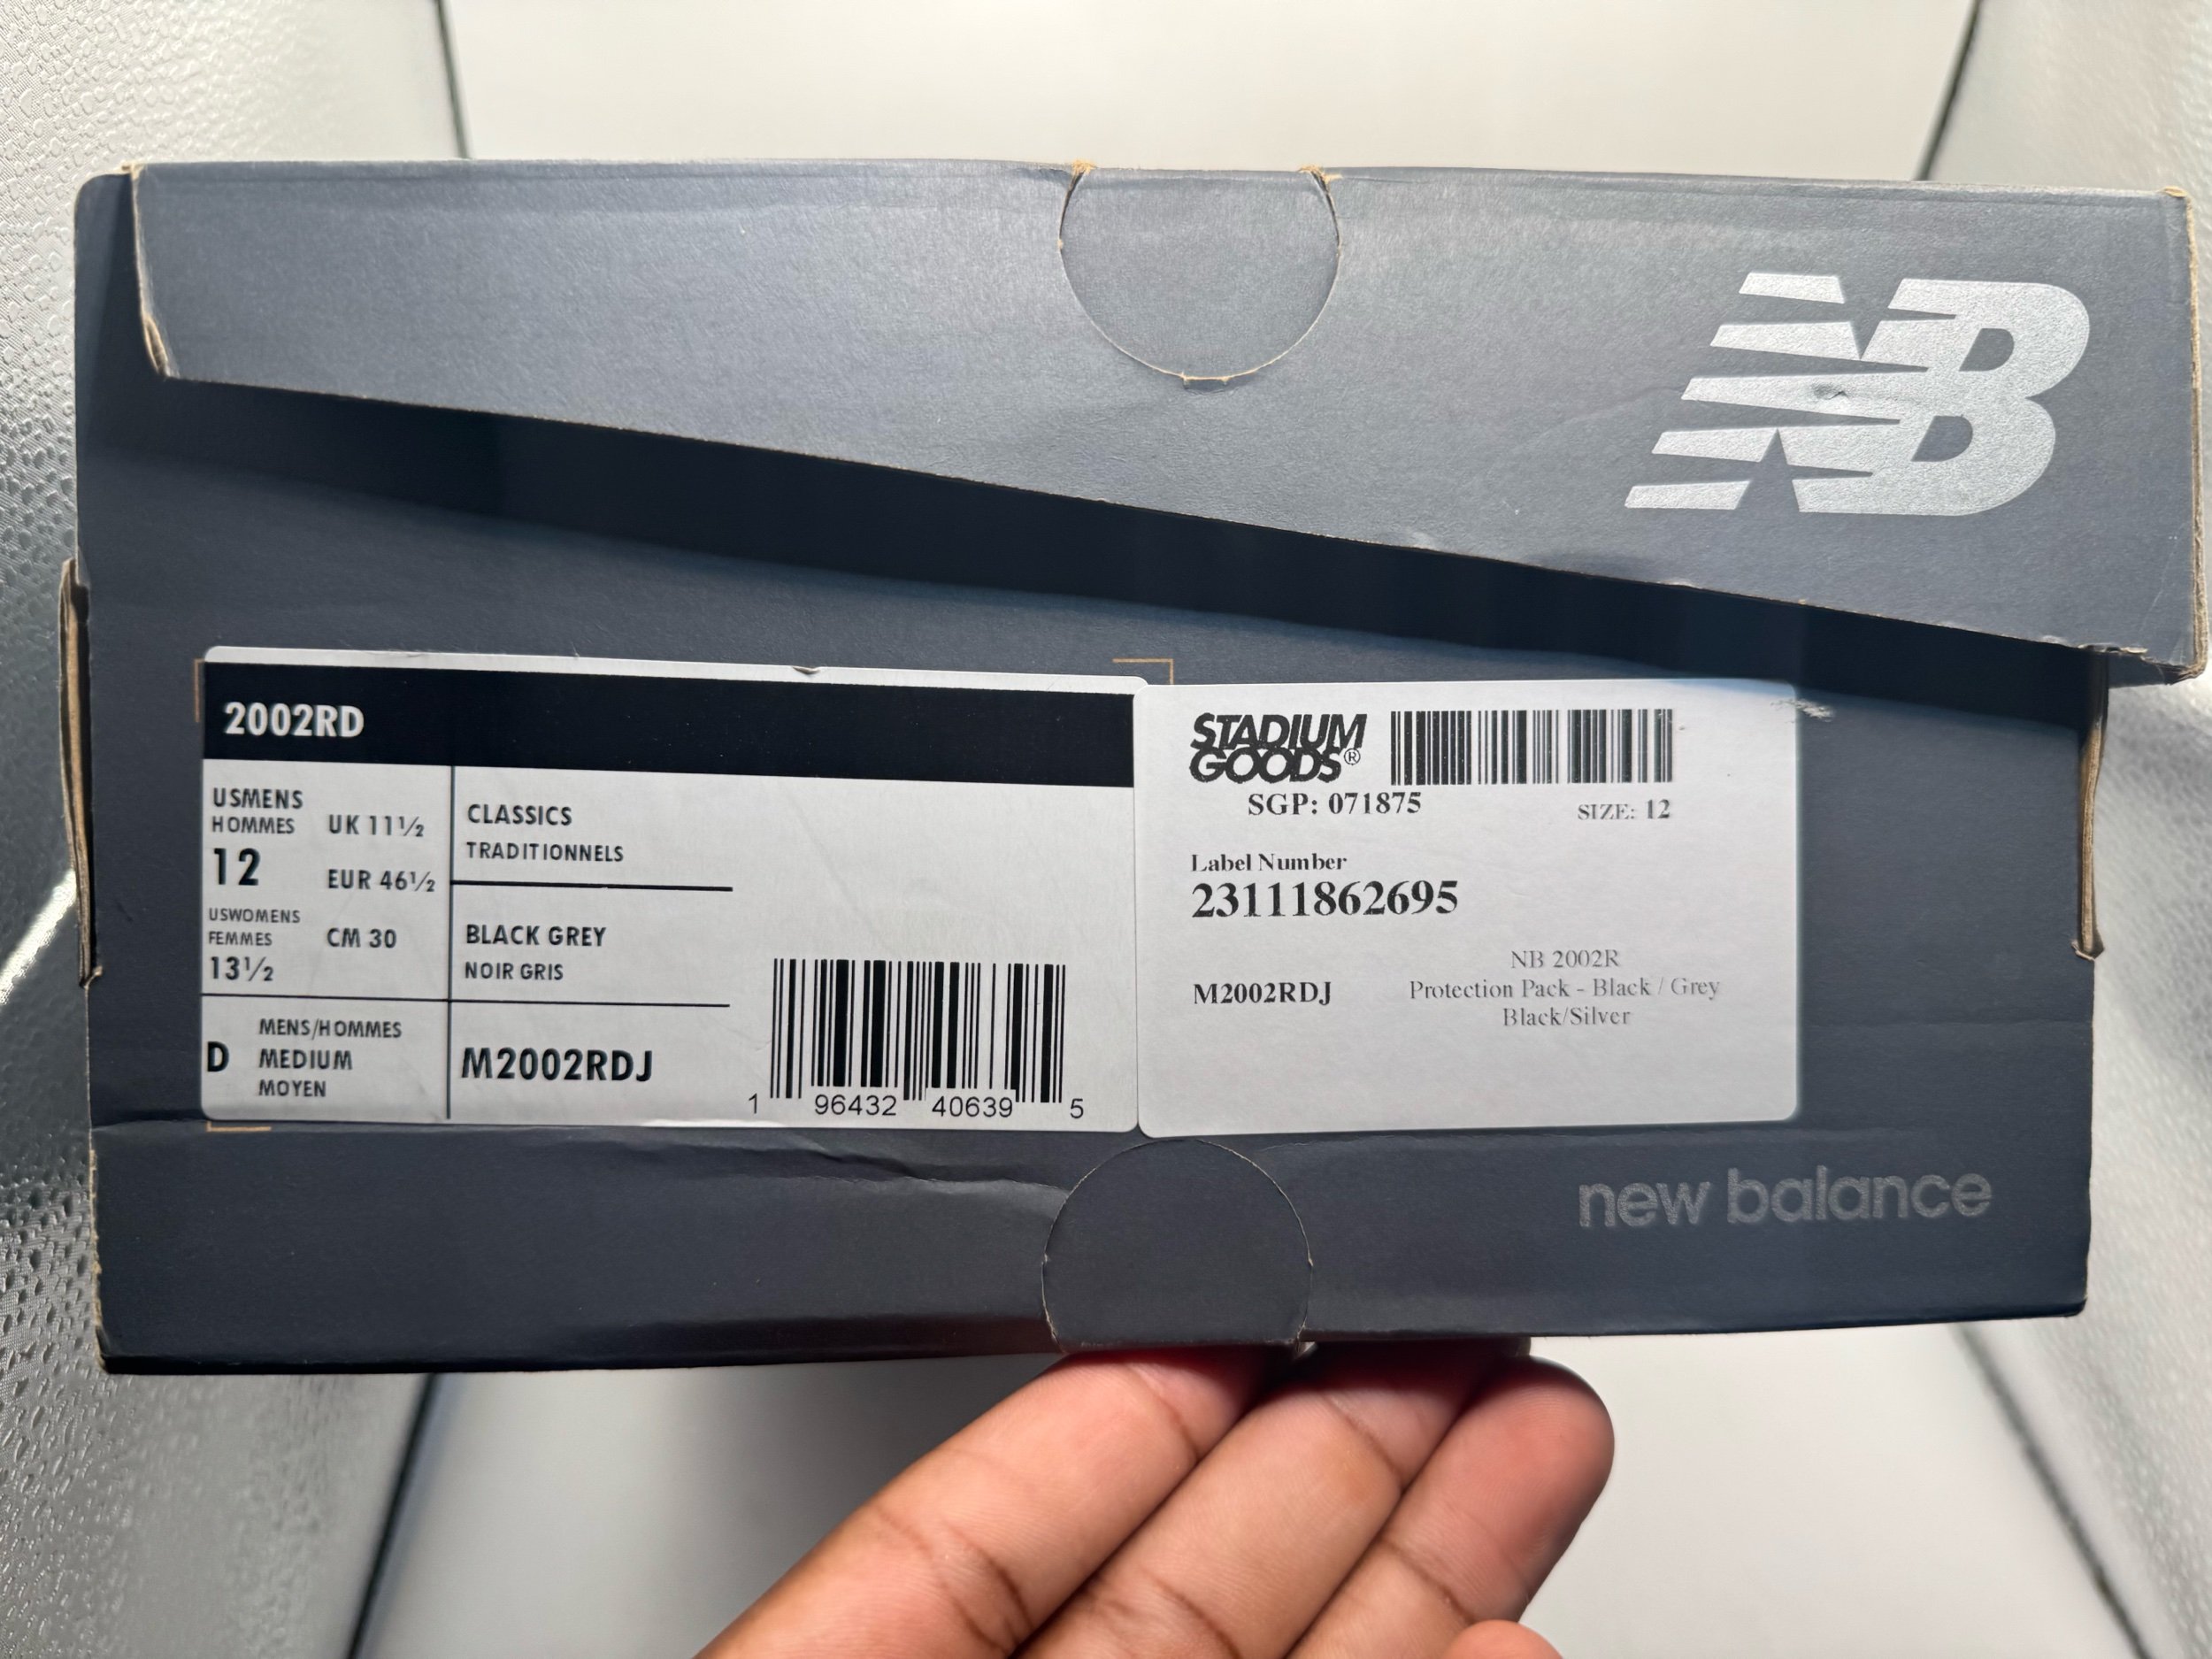 NB
2002RD
USMENS
HOMMES
12
UK 11½
EUR 46½
USWOMENS
FEMMES
13½
CM 30
D
MENS/HOMMES
MEDIUM
MOYEN
CLASSICS
TRADITIONNELS
BLACK GREY
NOIR GRIS
M2002RDJ
1 96432 40639 5
STADIUM
GOODS®
SGP: 071875
SIZE: 12
Label Number
23111862695
M2002RDJ
NB 2002R
Protection Pack - Black / Grey
Black/Silver
new balance